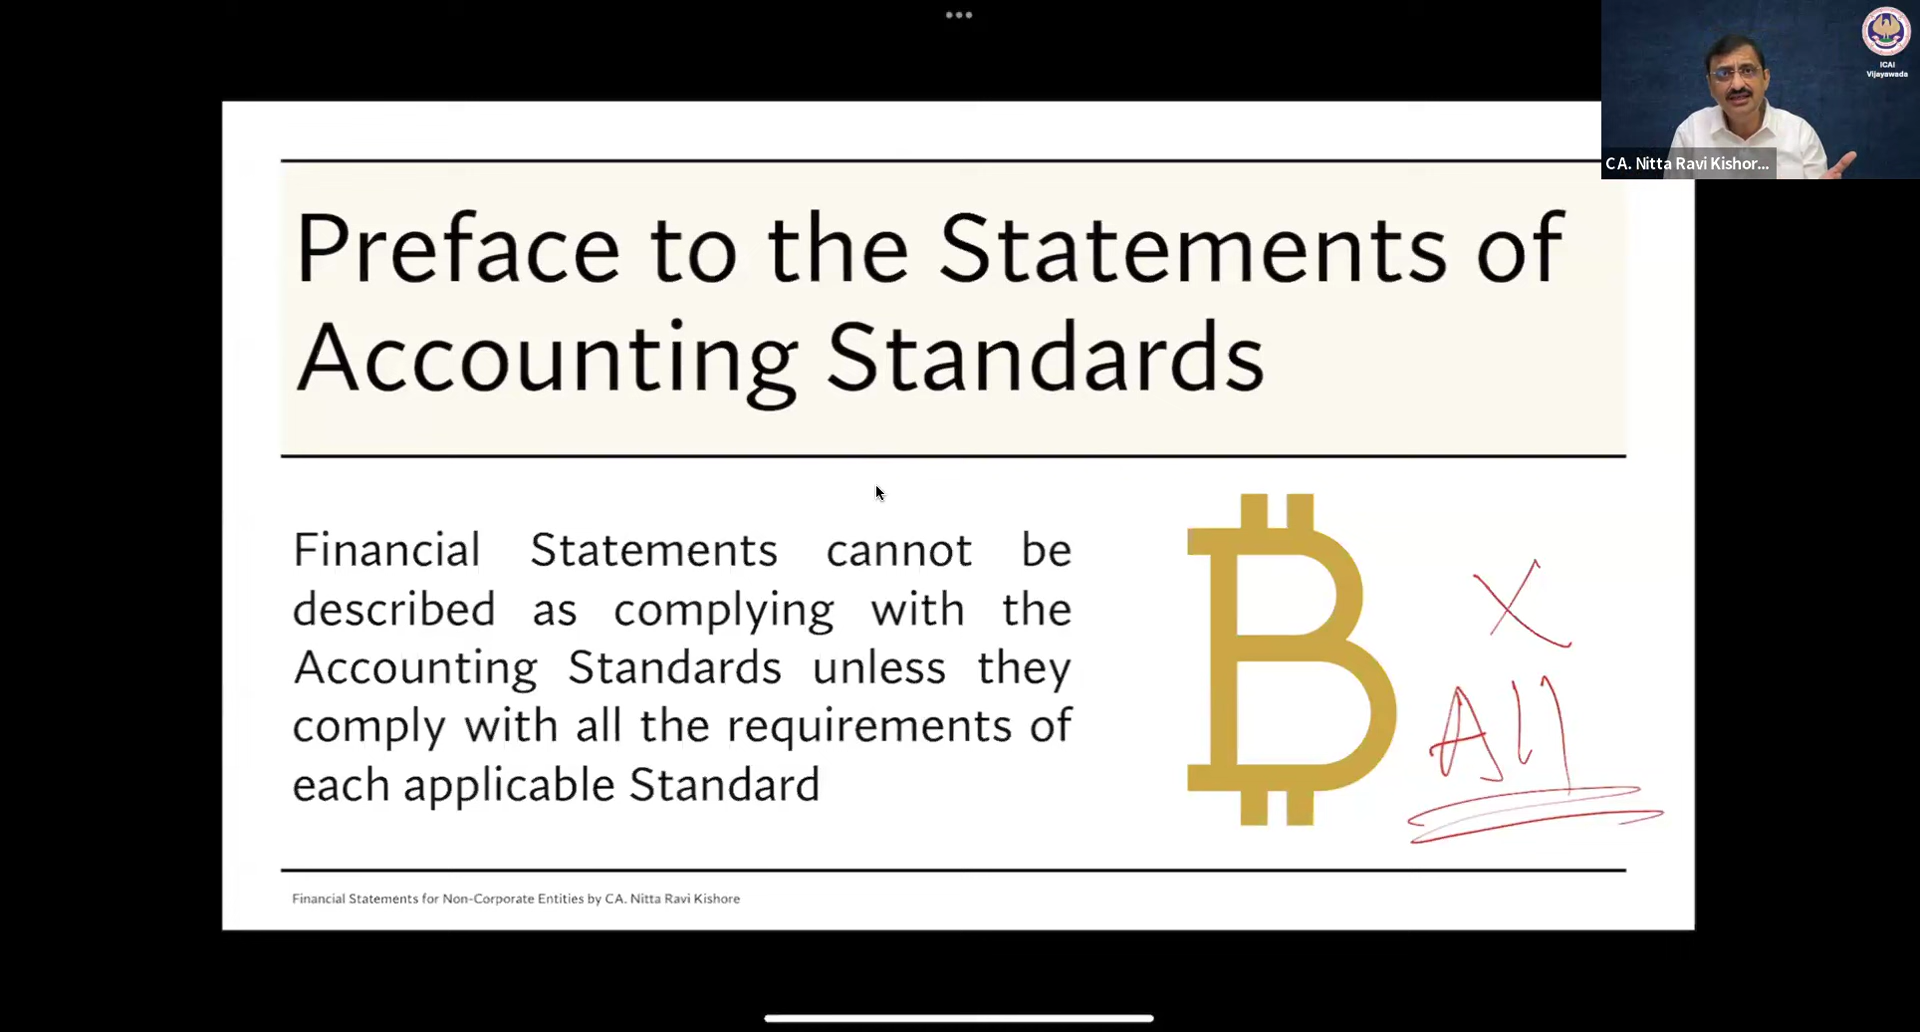 ICAI
Vijayawada
CA. Nitta Ravi Kishor...
Preface to the Statements of
Accounting Standards
Financial Statements cannot be
described as complying with the
Accounting Standards unless they
comply with all the requirements of
each applicable Standard
X
All
Financial Statements for Non-Corporate Entities by CA. Nitta Ravi Kishore